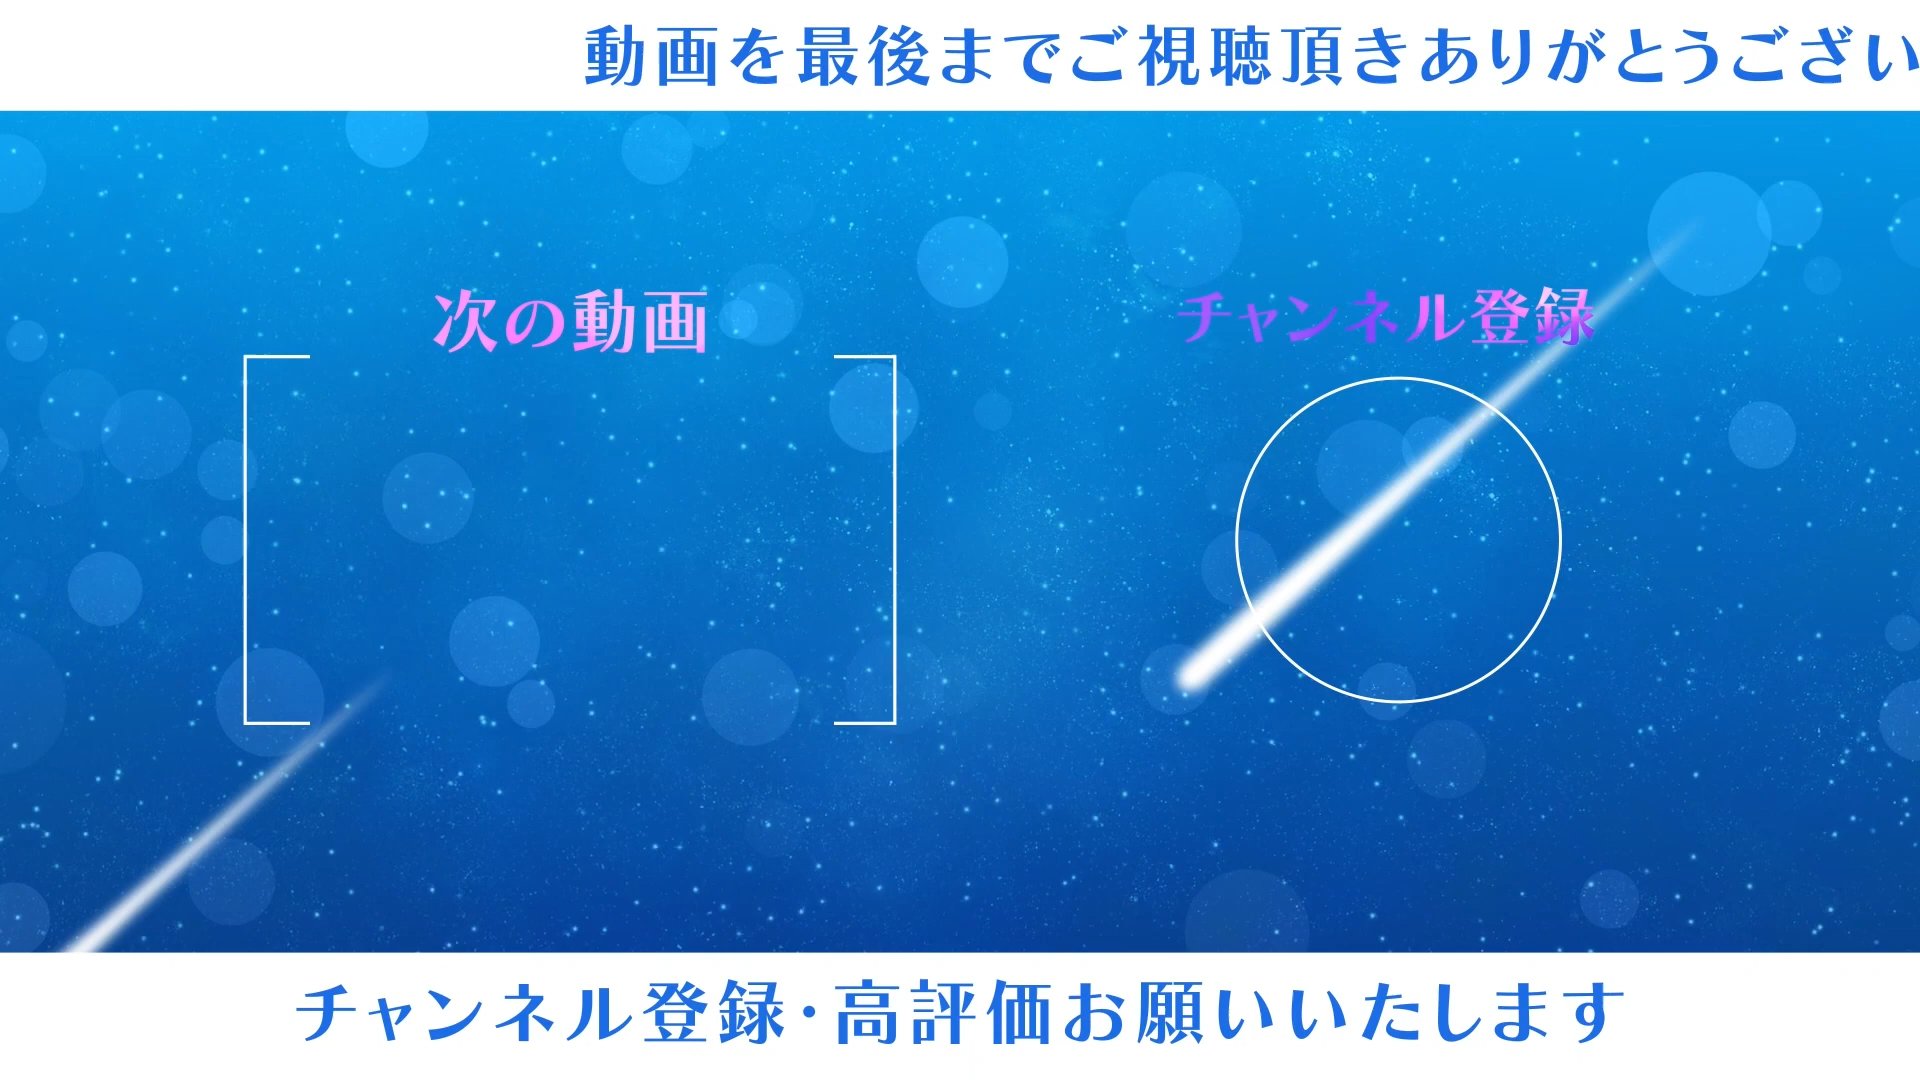 動画を最後までご視聴頂きありがとうござい
次の動画
チャンネル登録
チャンネル登録・高評価お願いいたします